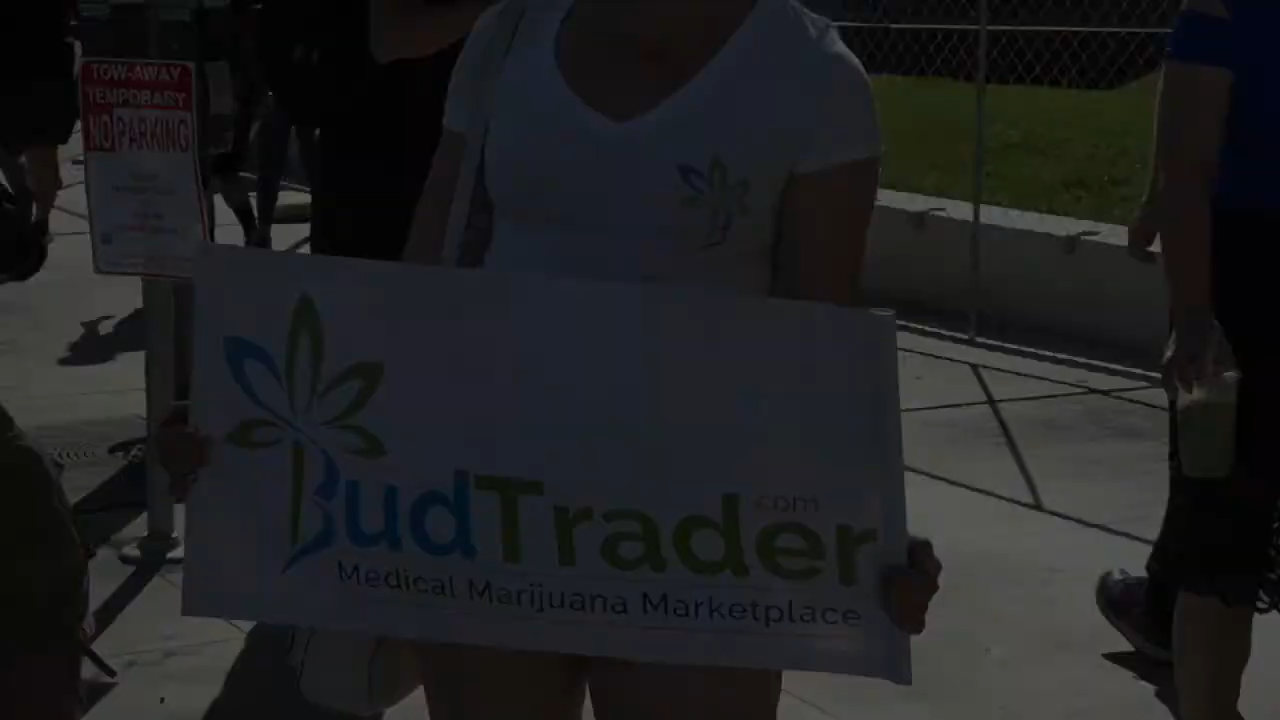 TOW-AWAY
TEMPORARY
NO PARKING
BudTrader
.com
Medical Marijuana Marketplace